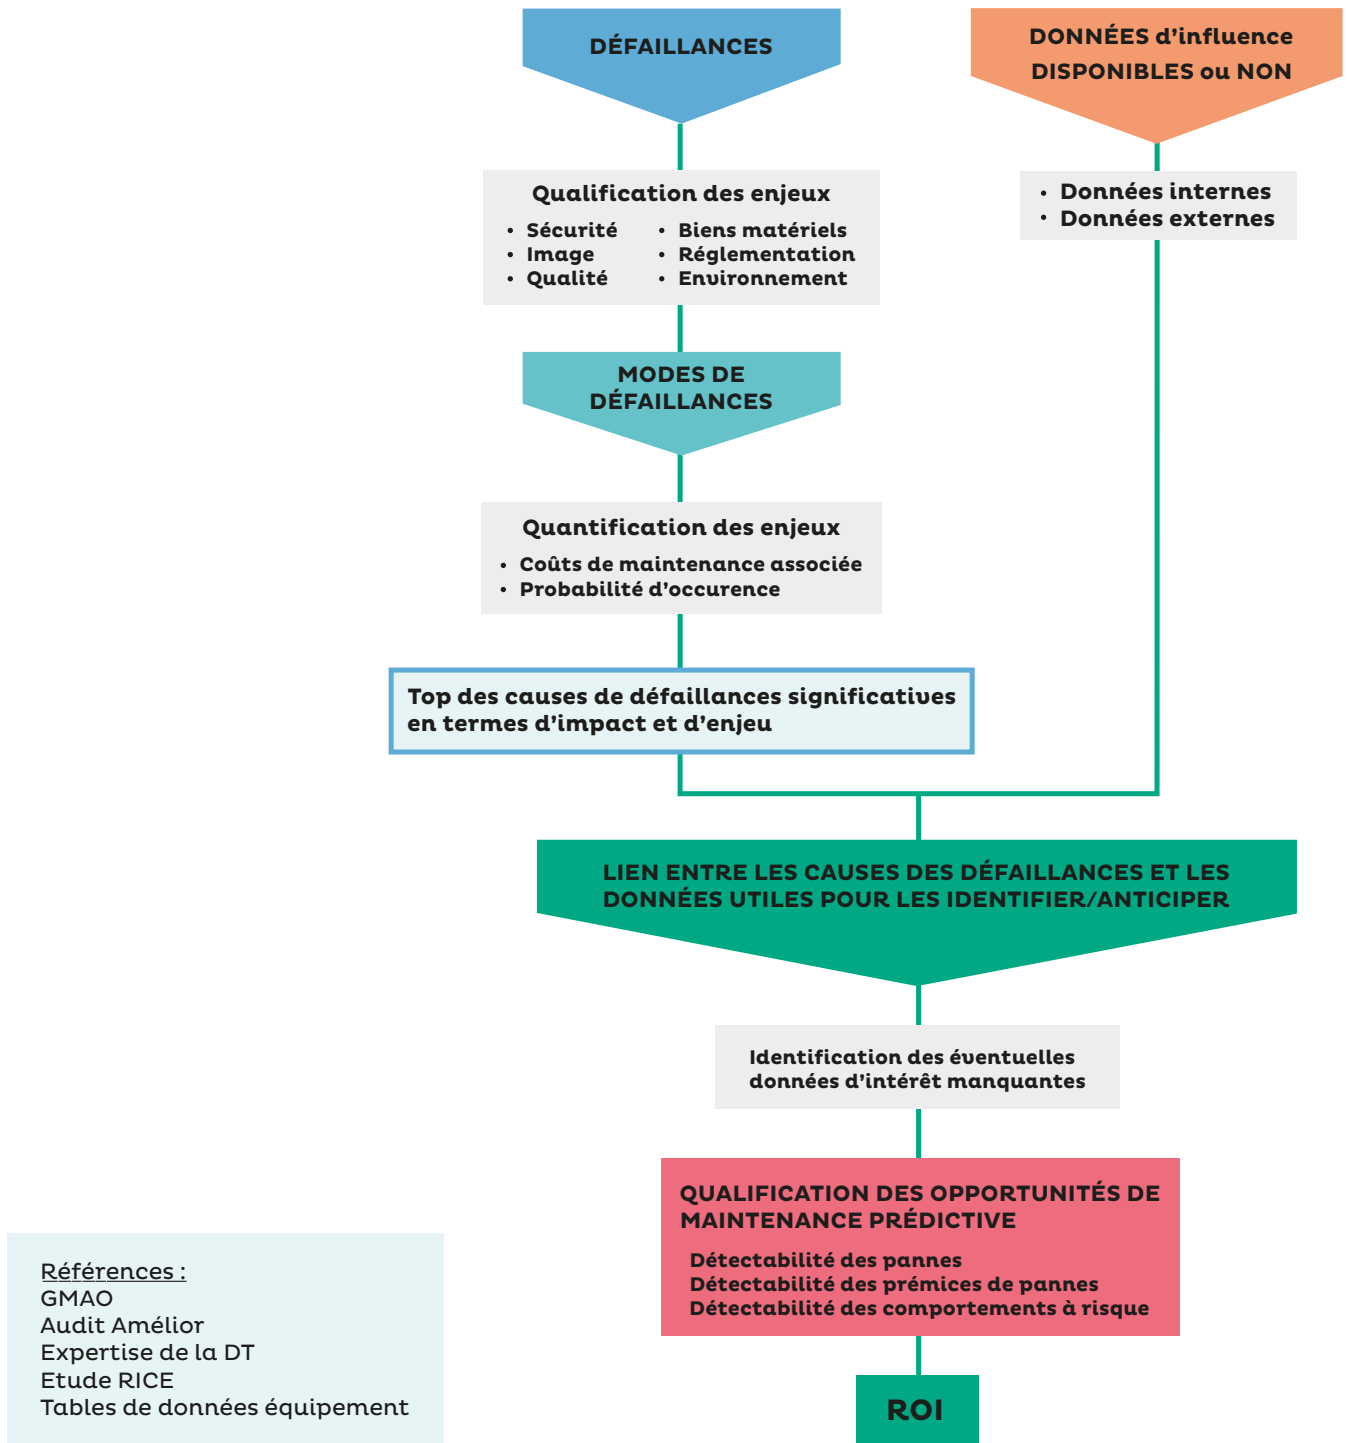 DÉFAILLANCES
DONNÉES d'influence
DISPONIBLES ou NON
Qualification des enjeux
• Sécurité
• Image
• Qualité
• Biens matériels
• Réglementation
• Environnement
• Données internes
• Données externes
MODES DE
DÉFAILLANCES
Quantification des enjeux
• Coûts de maintenance associée
• Probabilité d'occurence
Top des causes de défaillances significatives
en termes d'impact et d'enjeu
LIEN ENTRE LES CAUSES DES DÉFAILLANCES ET LES
DONNÉES UTILES POUR LES IDENTIFIER/ANTICIPER
Identification des éventuelles
données d'intérêt manquantes
QUALIFICATION DES OPPORTUNITÉS DE
MAINTENANCE PRÉDICTIVE
Détectabilité des pannes
Détectabilité des prémices de pannes
Détectabilité des comportements à risque
ROI
Références :
GMAO
Audit Amélior
Expertise de la DT
Etude RICE
Tables de données équipement